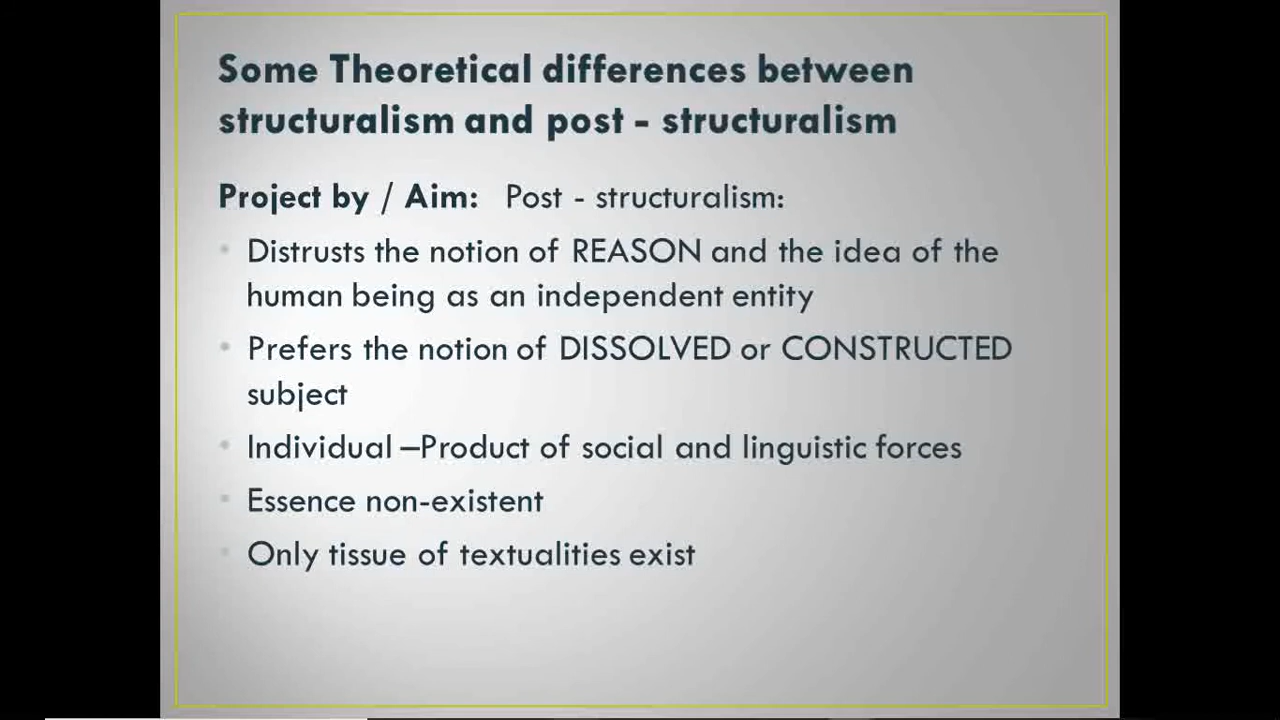 Some Theoretical differences between
structuralism and post - structuralism
Project by / Aim: Post - structuralism:
• Distrusts the notion of REASON and the idea of the
human being as an independent entity
• Prefers the notion of DISSOLVED or CONSTRUCTED
subject
• Individual –Product of social and linguistic forces
• Essence non-existent
• Only tissue of textualities exist